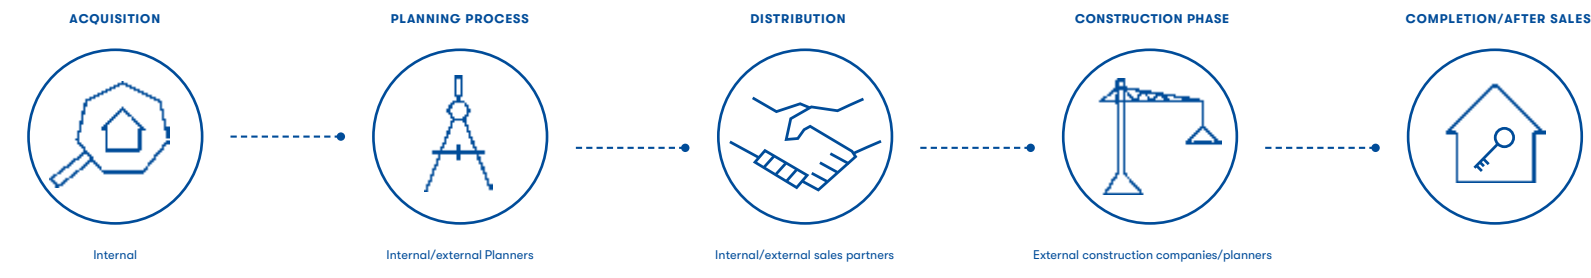 ACQUISITION
PLANNING PROCESS
DISTRIBUTION
CONSTRUCTION PHASE
COMPLETION/AFTER SALES
Internal
Internal/external Planners
Internal/external sales partners
External construction companies/planners